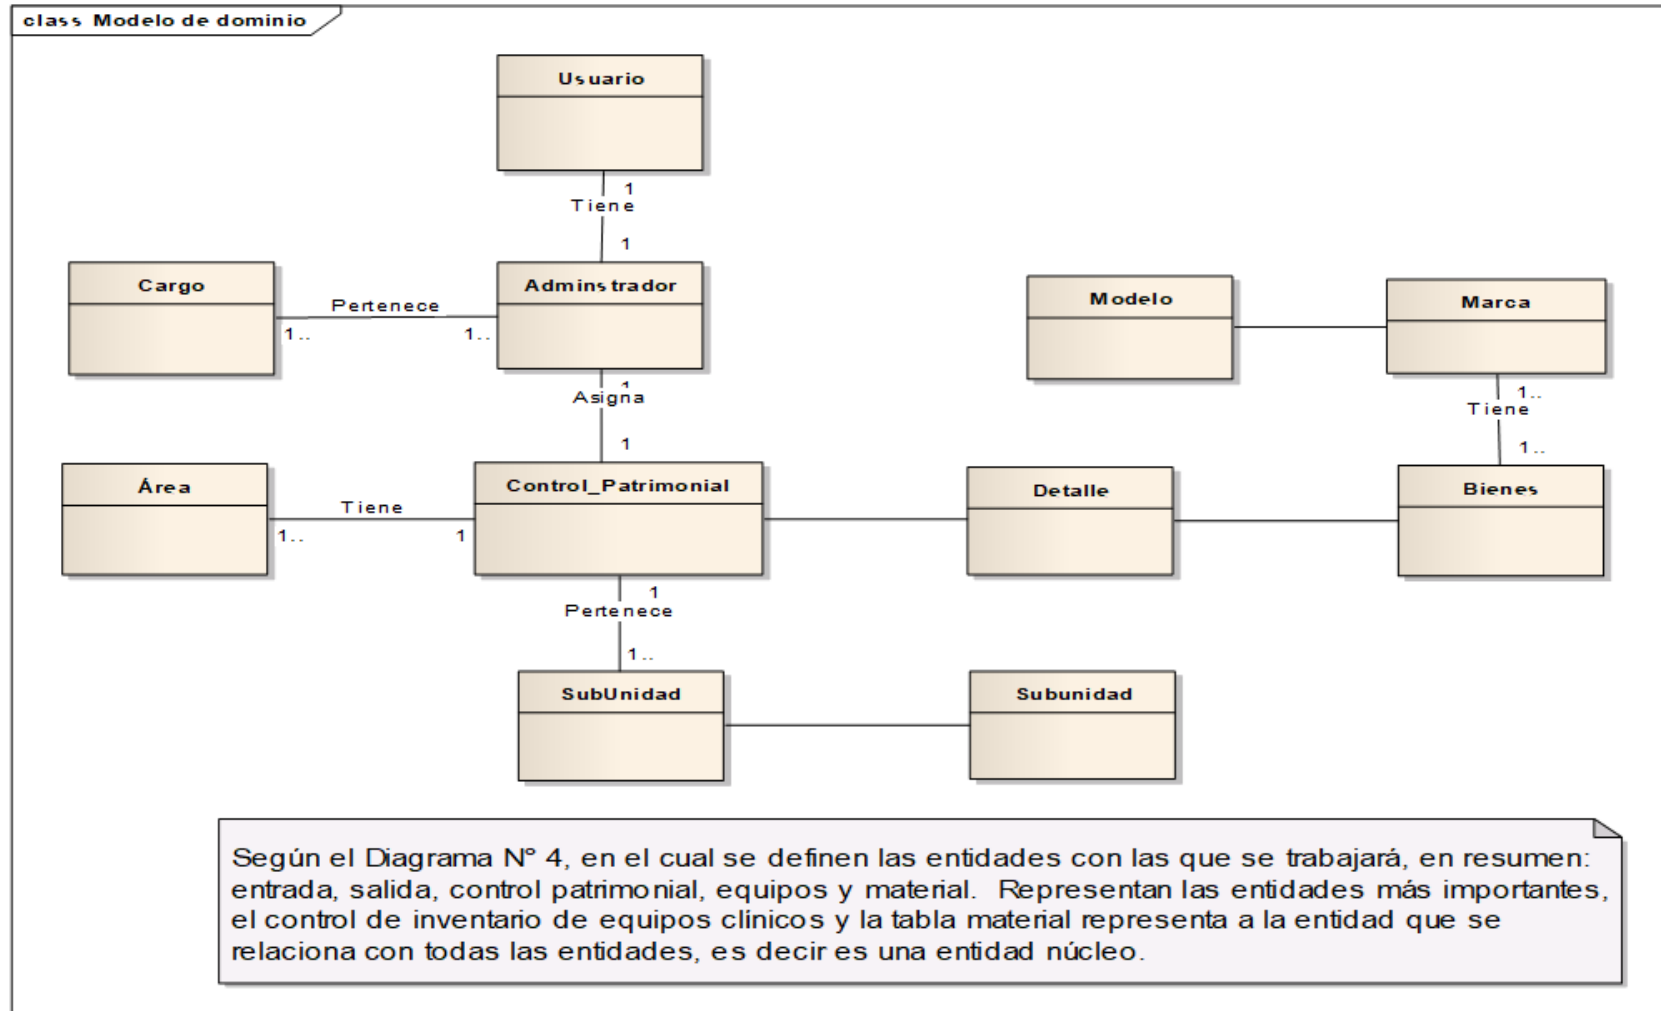 class Modelo de dominio
Usuario
1
Tiene
1
Cargo
Adminstrador
Pertenece
1..
1..
Modelo
Marca
1..
Tiene
1..
1
Asigna
1
Área
Tiene
1..
1
Control_Patrimonial
Detalle
Bienes
1
Pertenece
1..
SubUnidad
Subunidad
Según el Diagrama N° 4, en el cual se definen las entidades con las que se trabajará, en resumen:
entrada, salida, control patrimonial, equipos y material.  Representan las entidades más importantes,
el control de inventario de equipos clínicos y la tabla material representa a la entidad que se
relaciona con todas las entidades, es decir es una entidad núcleo.